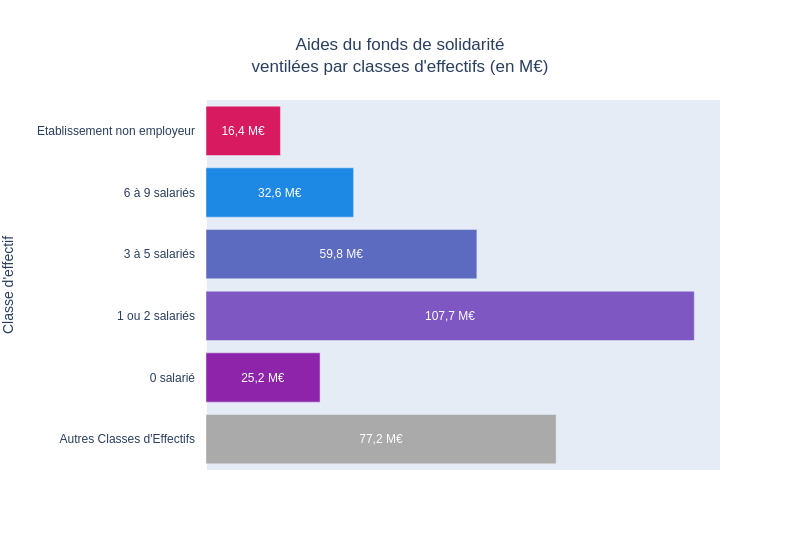 Aides du fonds de solidarité
ventilées par classes d'effectifs (en M€)
Classe d'effectif
Etablissement non employeur
16,4 M€
6 à 9 salariés
32,6 M€
3 à 5 salariés
59,8 M€
1 ou 2 salariés
107,7 M€
0 salarié
25,2 M€
Autres Classes d'Effectifs
77,2 M€